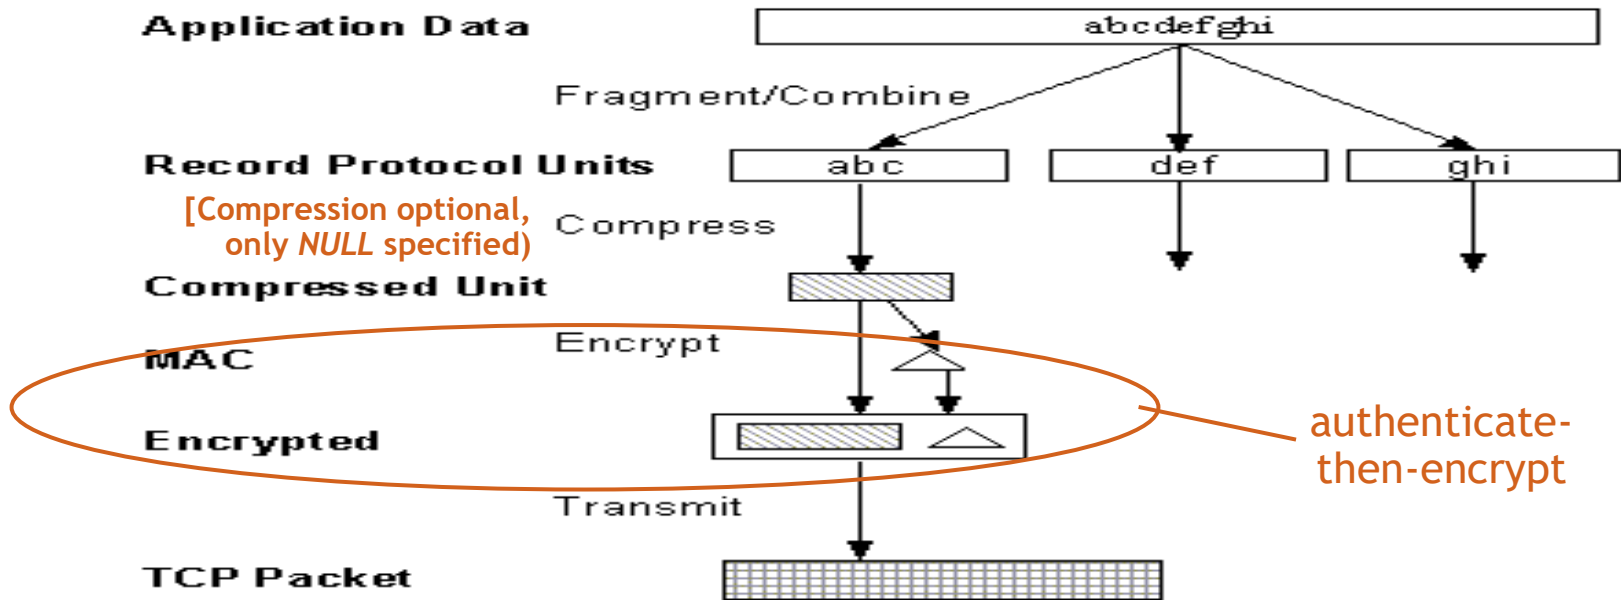 Application Data
abcdefghi
Fragment/Combine
Record Protocol Units
abc
def
ghi
[Compression optional,
only NULL specified)
Compress
Compressed Unit
Encrypt
MAC
authenticate-
then-encrypt
Encrypted
Transmit
TCP Packet